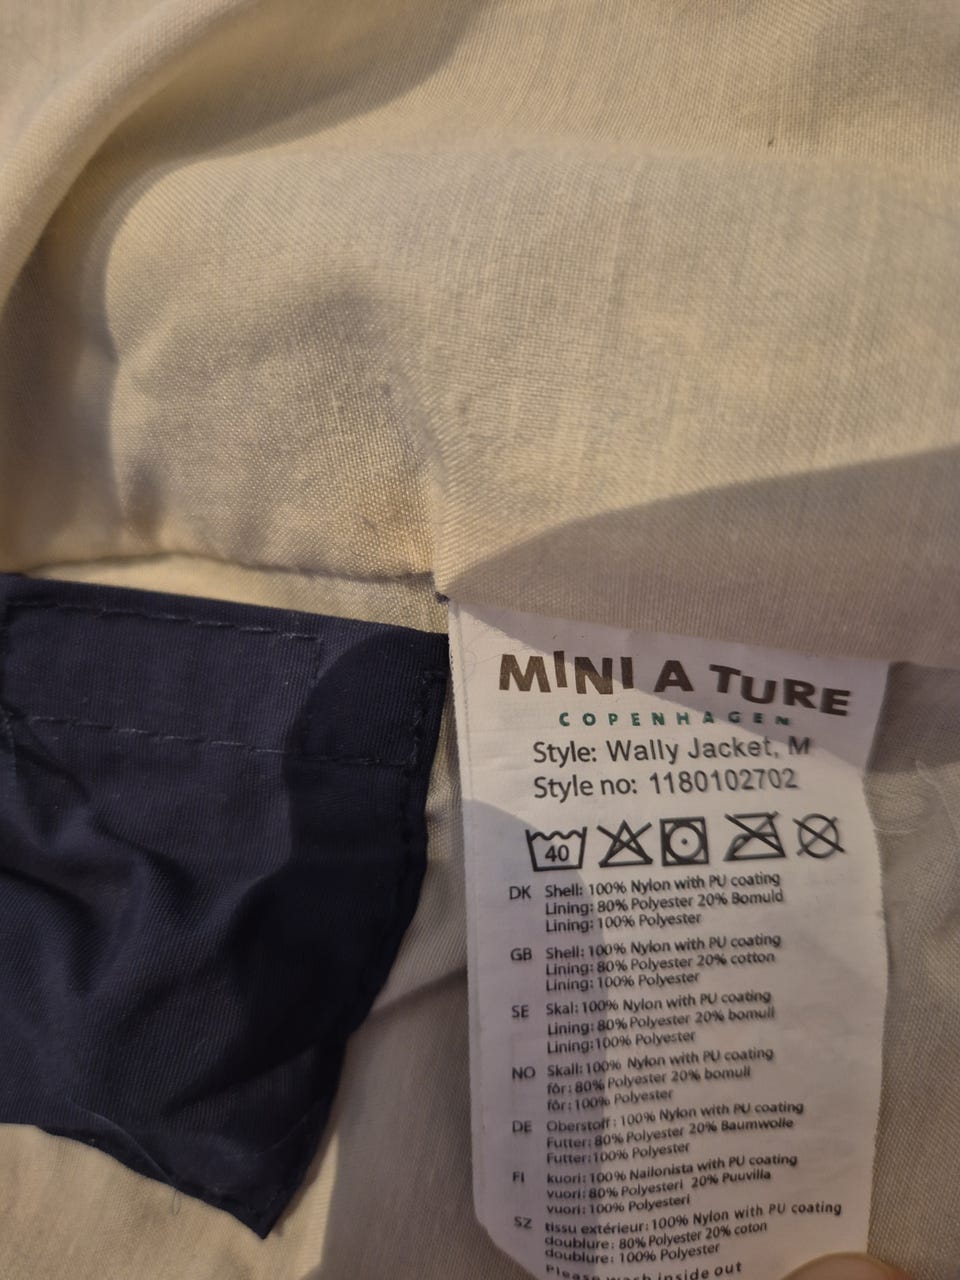 MINI A TURE
COPENHAGEN
Style: Wally Jacket, M
Style no: 1180102702
40
DK Shell: 100% Nylon with PU coating
Lining: 80% Polyester 20% Bomuld
Lining: 100% Polyester
GB Shell: 100% Nylon with PU coating
Lining: 80% Polyester 20% cotton
Lining: 100% Polyester
SE Skal: 100% Nylon with PU coating
Lining: 80% Polyester 20% bomull
Lining: 100% Polyester
NO Skall: 100% Nylon with PU coating
fôr: 80% Polyester 20% bomull
fôr: 100% Polyester
DE Oberstoff: 100% Nylon with PU coating
Futter: 80% Polyester 20% Baumwolle
Futter: 100% Polyester
FI kuori: 100% Nailonista with PU coating
vuori: 80% Polyesteri 20% Puuvilla
vuori: 100% Polyesteri
SZ tissu extérieur: 100% Nylon with PU coating
doublure: 80% Polyester 20% coton
doublure: 100% Polyester
Please wash inside out